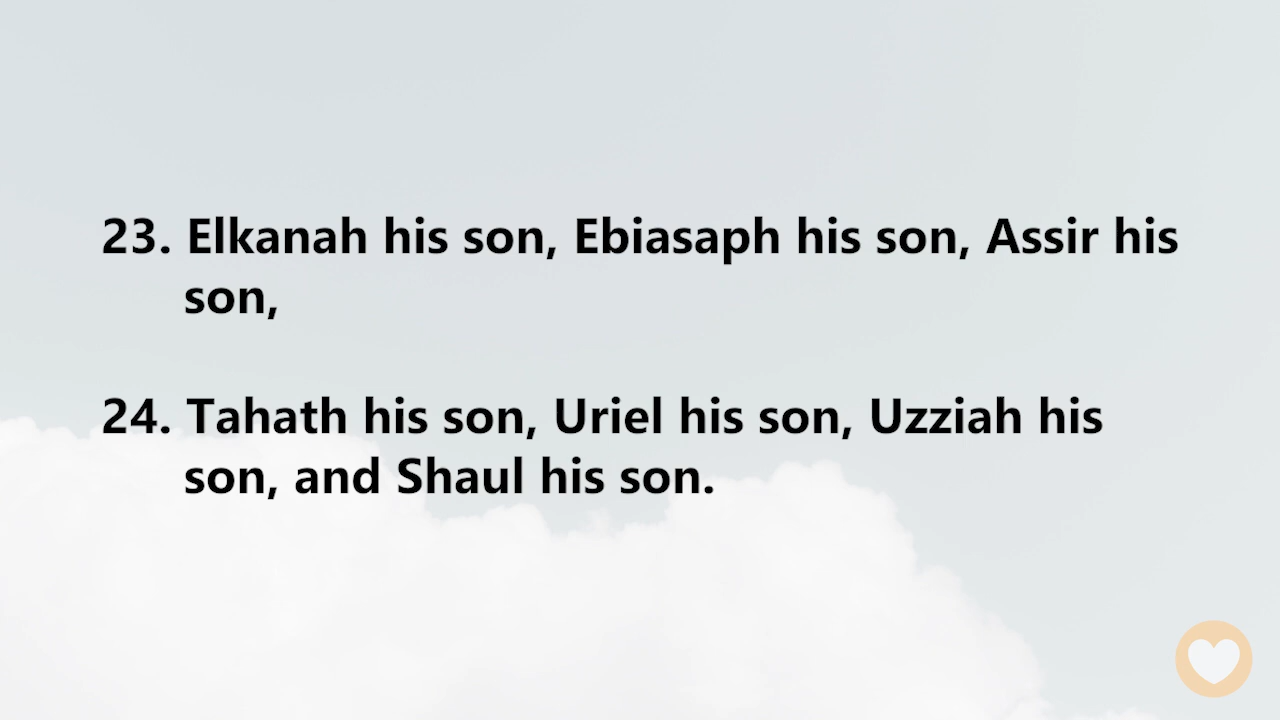 23. Elkanah his son, Ebiasaph his son, Assir his
son,
24. Tahath his son, Uriel his son, Uzziah his
son, and Shaul his son.